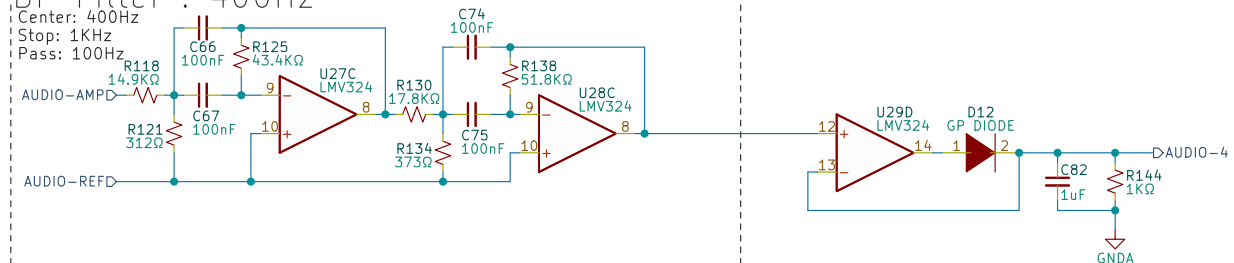 BP Filter : 400Hz
Center: 400Hz
Stop: 1KHz
Pass: 100Hz
C66
100nF
R125
43.4KΩ
R118
14.9KΩ
AUDIO-AMP
C67
100nF
R121
312Ω
AUDIO-REF
U27C
LMV324
9
10
8
−
+
C74
100nF
R138
51.8KΩ
R130
17.8KΩ
C75
100nF
R134
373Ω
U28C
LMV324
9
10
8
−
+
U29D
LMV324
12
13
14
+
−
D12
GP DIODE
1
2
AUDIO-4
C82
1uF
R144
1KΩ
GNDA